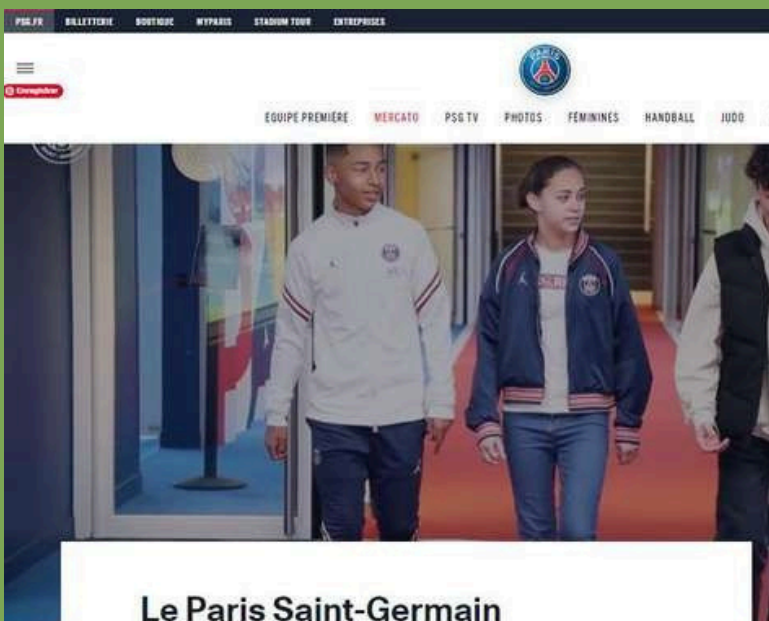 PSG.FR BILLETTERIE BOUTIQUE MYPARIS STADIUM TOUR ENTREPRISES
PARIS
Enregistrer
EQUIPE PREMIÈRE MERCATO PSG TV PHOTOS FÉMININES HANDBALL JUDO
Le Paris Saint-Germain